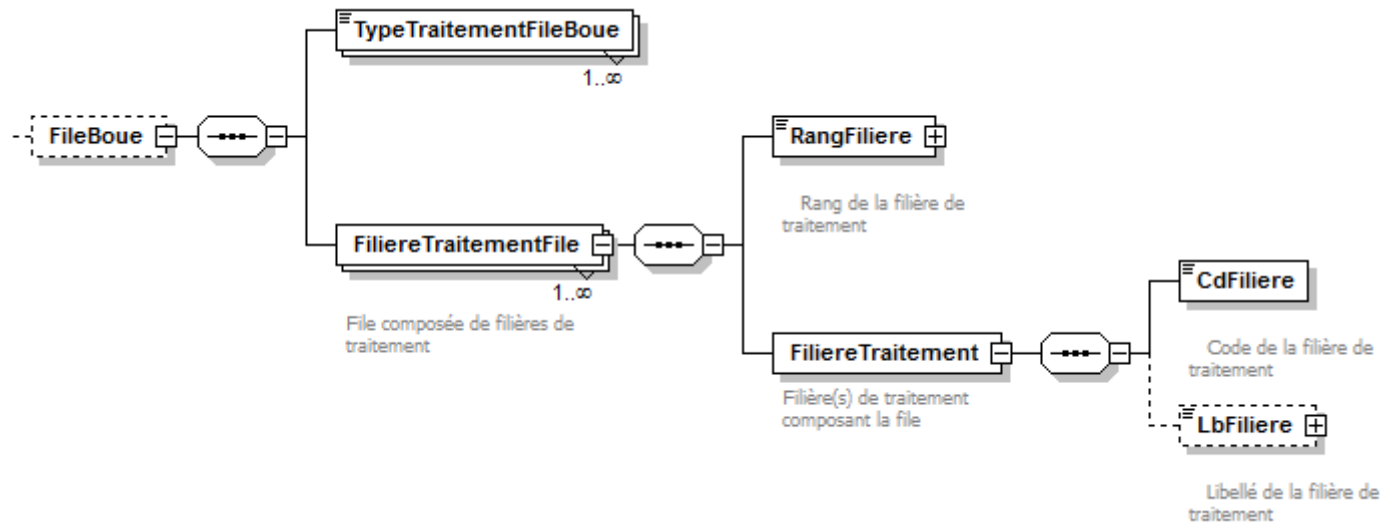 TypeTraitementFileBoue
1..∞
FileBoue
RangFiliere
Rang de la filière de
traitement
FiliereTraitementFile
1..∞
File composée de filières de
traitement
CdFiliere
Code de la filière de
traitement
FiliereTraitement
Filière(s) de traitement
composant la file
LbFiliere
Libellé de la filière de
traitement